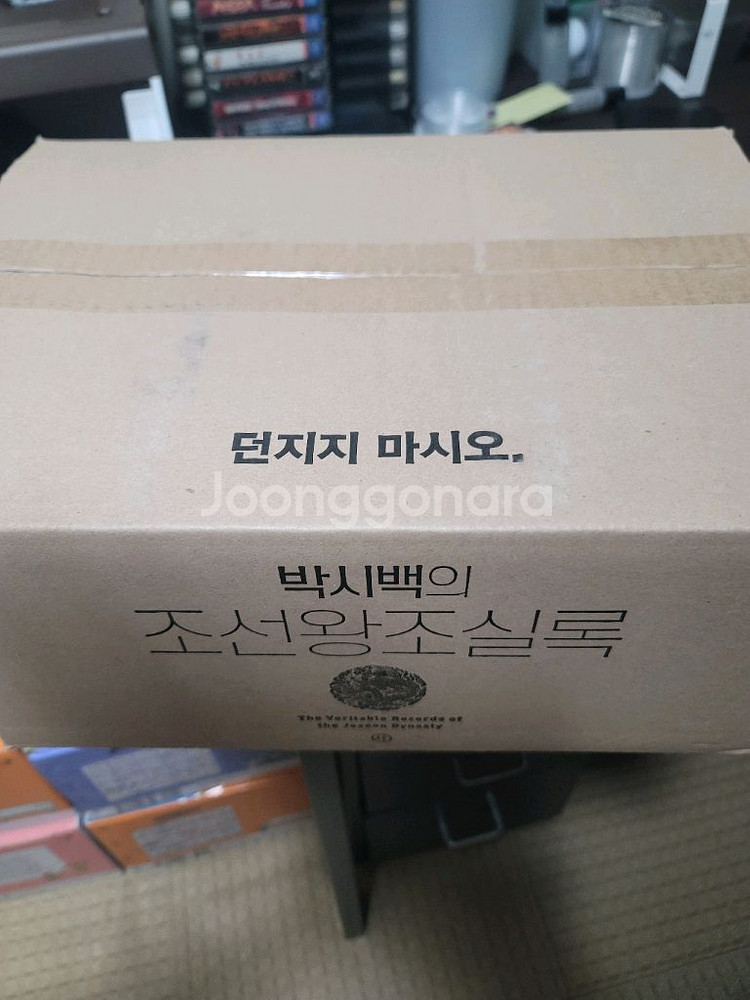 던지지 마시오.
Joonggonara
박시백의
조선왕조실록
The Veritable Records of
the Joseon Dynasty